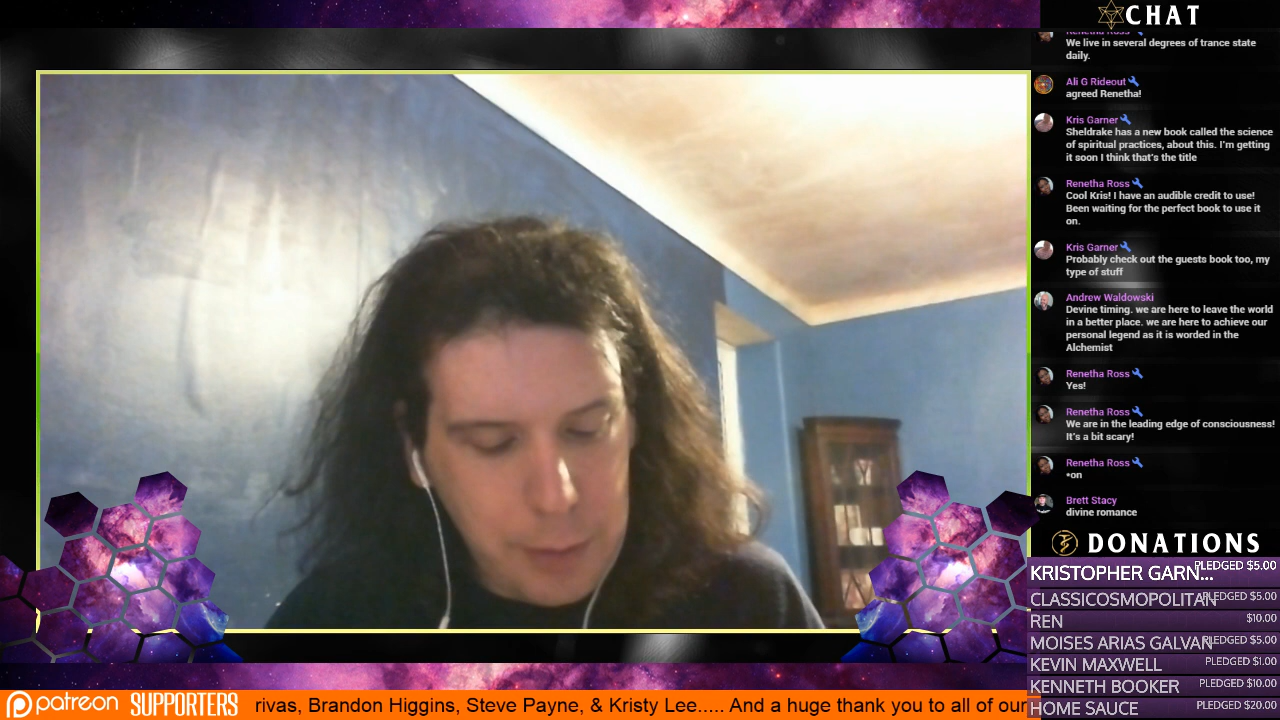 CHAT
Renetha Ross
We live in several degrees of trance state
daily.
Ali G Rideout
agreed Renetha!
Kris Garner
Sheldrake has a new book called the science
of spiritual practices, about this. I'm getting
it soon I think that's the title
Renetha Ross
Cool Kris! I have an audible credit to use!
Been waiting for the perfect book to use it
on.
Kris Garner
Probably check out the guests book too, my
type of stuff
Andrew Waldowski
Devine timing. we are here to leave the world
in a better place. we are here to achieve our
personal legend as it is worded in the
Alchemist
Renetha Ross
Yes!
Renetha Ross
We are in the leading edge of consciousness!
It's a bit scary!
Renetha Ross
*on
Brett Stacy
divine romance
DONATIONS
KRISTOPHER GARN... PLEDGED $5.00
CLASSICOSMOPOLITAN PLEDGED $5.00
REN $10.00
MOISES ARIAS GALVAN PLEDGED $5.00
KEVIN MAXWELL PLEDGED $1.00
KENNETH BOOKER PLEDGED $10.00
HOME SAUCE PLEDGED $20.00
patreon SUPPORTERS rivas, Brandon Higgins, Steve Payne, & Kristy Lee..... And a huge thank you to all of our